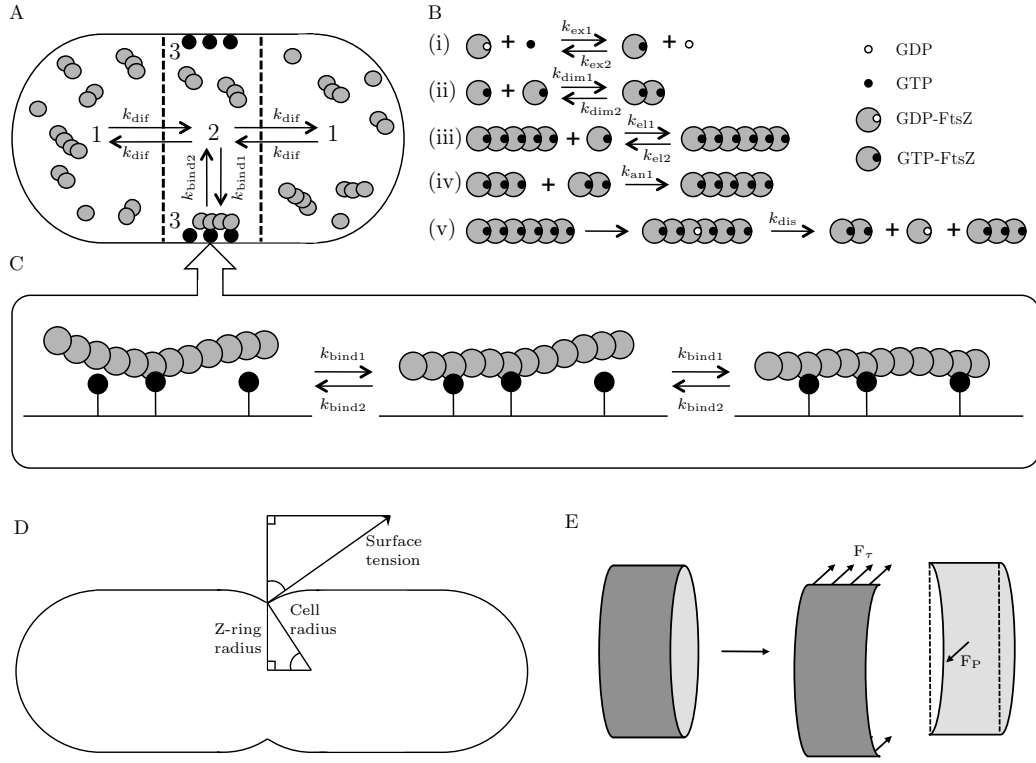 A
3
k_dif
k_dif
1
2
1
k_dif
k_dif
k_bind2
k_bind1
3
B
(i)
+
k_ex1
k_ex2
+
(ii)
+
k_dim1
k_dim2
(iii)
+
k_el1
k_el2
(iv)
+
k_an1
(v)
k_dis
+
+
GDP
GTP
GDP-FtsZ
GTP-FtsZ
C
k_bind1
k_bind2
k_bind1
k_bind2
D
Surface
tension
Cell
radius
Z-ring
radius
E
F_τ
F_P